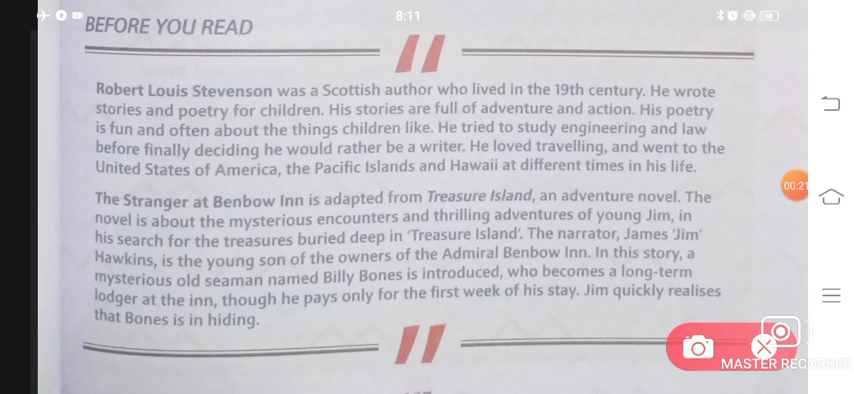 8:11
BEFORE YOU READ
Robert Louis Stevenson was a Scottish author who lived in the 19th century. He wrote
stories and poetry for children. His stories are full of adventure and action. His poetry
is fun and often about the things children like. He tried to study engineering and law
before finally deciding he would rather be a writer. He loved travelling, and went to the
United States of America, the Pacific Islands and Hawaii at different times in his life.
The Stranger at Benbow Inn is adapted from Treasure Island, an adventure novel. The
novel is about the mysterious encounters and thrilling adventures of young Jim, in
his search for the treasures buried deep in 'Treasure Island'. The narrator, James 'Jim'
Hawkins, is the young son of the owners of the Admiral Benbow Inn. In this story, a
mysterious old seaman named Billy Bones is introduced, who becomes a long-term
lodger at the inn, though he pays only for the first week of his stay. Jim quickly realises
that Bones is in hiding.
00:21
MASTER RECORDER